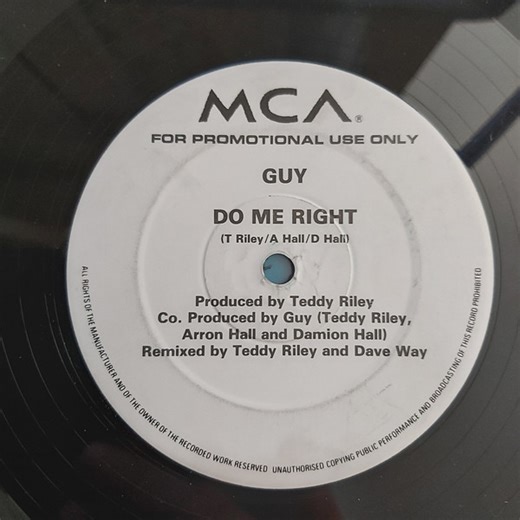 MCA®
FOR PROMOTIONAL USE ONLY
GUY
DO ME RIGHT
(T Riley/A Hall/D Hall)
Produced by Teddy Riley
Co. Produced by Guy (Teddy Riley,
Arron Hall and Damion Hall)
Remixed by Teddy Riley and Dave Way
ALL RIGHTS OF THE MANUFACTURER AND OF THE OWNER OF THE RECORDED WORK RESERVED UNAUTHORISED COPYING PUBLIC PERFORMANCE AND BROADCASTING OF THIS RECORD PROHIBITED